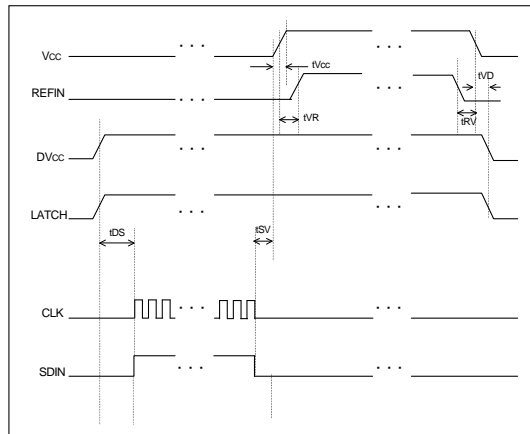 Vcc
tVcc
REFIN
tVD
tVR
tRV
DVcc
LATCH
tDS
tSV
CLK
SDIN